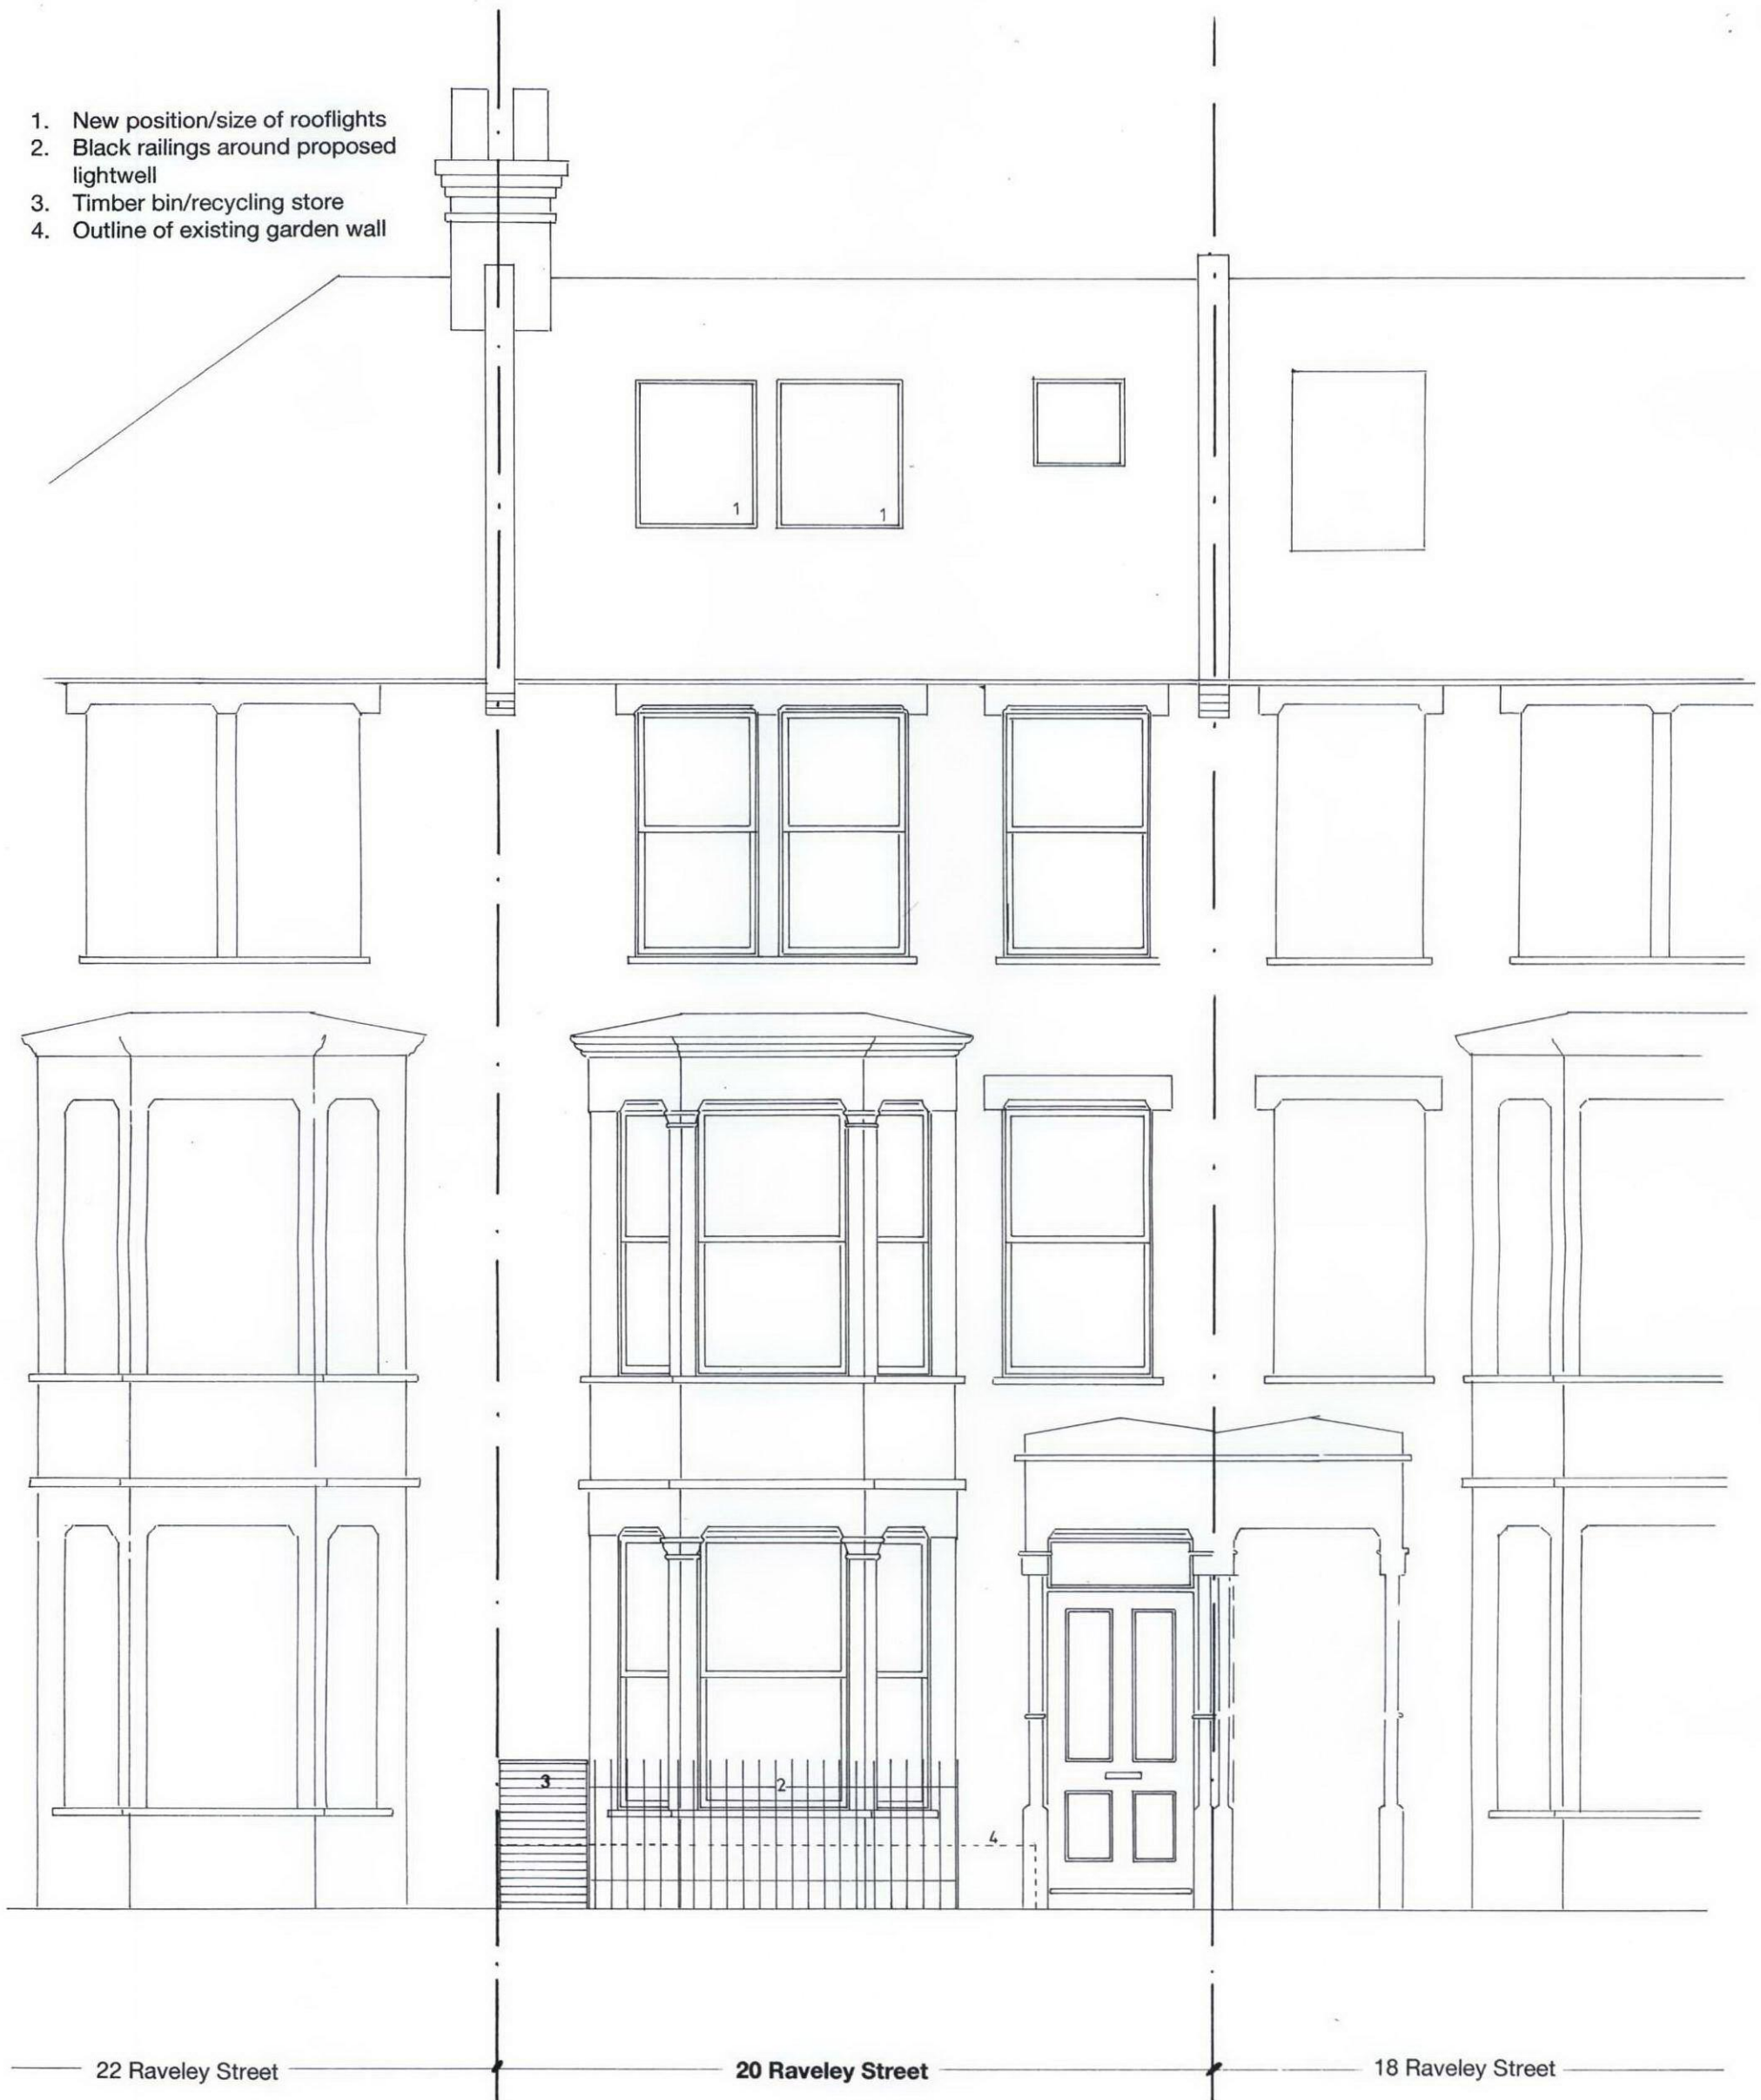 1. New position/size of rooflights
2. Black railings around proposed
lightwell
3. Timber bin/recycling store
4. Outline of existing garden wall
1
1
3
2
4
22 Raveley Street
20 Raveley Street
18 Raveley Street